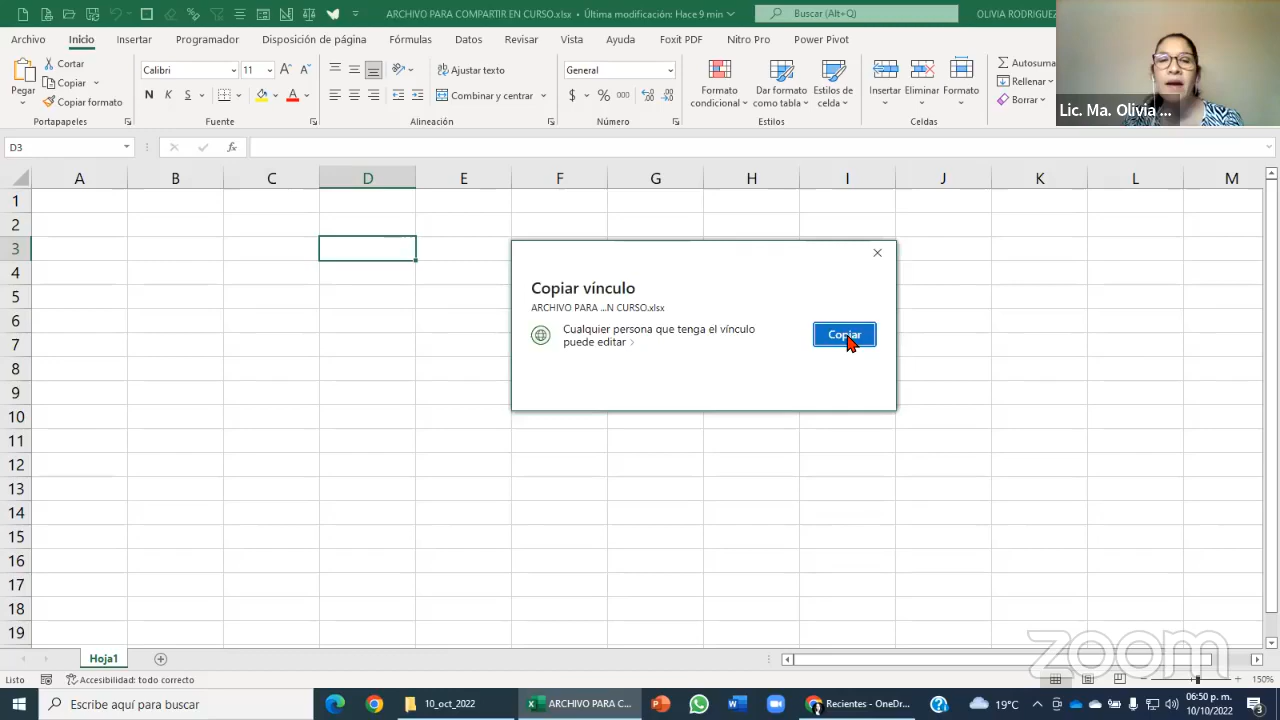 ARCHIVO PARA COMPARTIR EN CURSO.xlsx • Última modificación: Hace 9 min
Buscar (Alt+Q)
OLIVIA RODRIGUEZ
Archivo Inicio Insertar Programador Disposición de página Fórmulas Datos Revisar Vista Ayuda Foxit PDF Nitro Pro Power Pivot
Pegar
Cortar
Copiar
Copiar formato
Portapapeles
Calibri 11 A A
N K S
Fuente
Ajustar texto
Combinar y centrar
Alineación
General
$ % 000
Número
Formato condicional
Dar formato como tabla
Estilos de celda
Estilos
Insertar Eliminar Formato
Celdas
Autosuma
Rellenar
Borrar
Lic. Ma. Olivia ...
D3 fx
A B C D E F G H I J K L M
1
2
3
4
5
6
7
8
9
10
11
12
13
14
15
16
17
18
19
Copiar vínculo
ARCHIVO PARA ...N CURSO.xlsx
Cualquier persona que tenga el vínculo
puede editar >
Copiar
zoom
Hoja1
Listo Accesibilidad: todo correcto 150%
Escribe aquí para buscar 10_oct_2022 ARCHIVO PARA C... Recientes - OneDr... 19°C 06:50 p. m.
10/10/2022